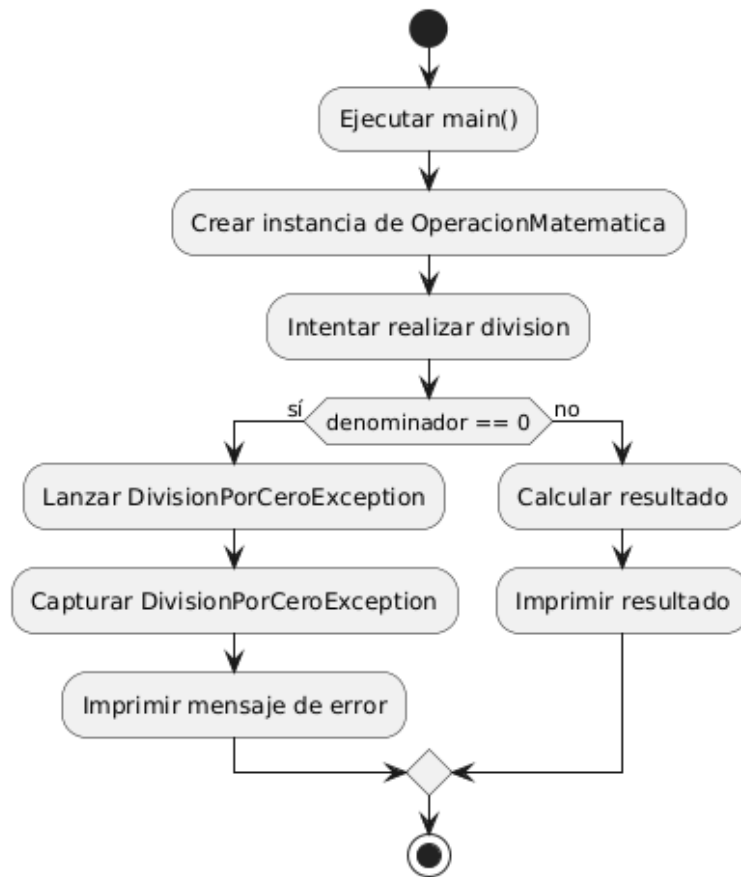 Ejecutar main()
Crear instancia de OperacionMatematica
Intentar realizar division
sí
denominador == 0
no
Lanzar DivisionPorCeroException
Calcular resultado
Capturar DivisionPorCeroException
Imprimir resultado
Imprimir mensaje de error